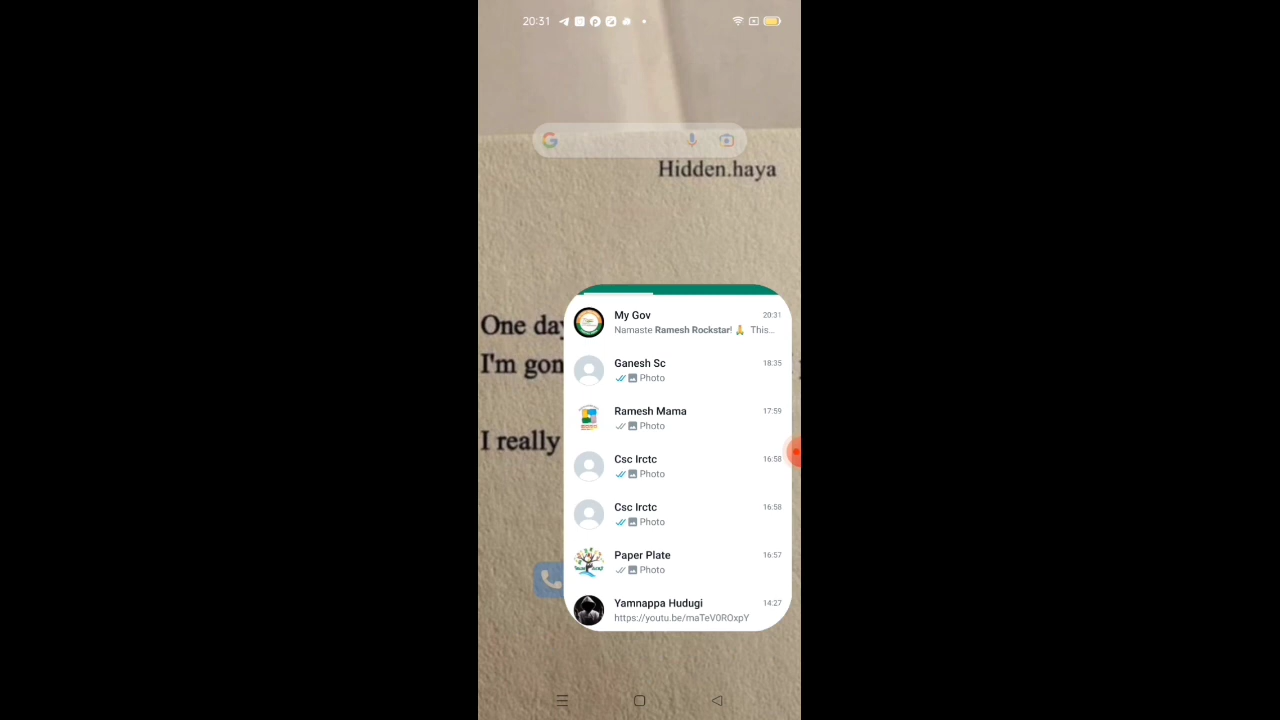 20:31
Hidden.haya
One day
I'm gon
I really
My Gov 20:31
Namaste Ramesh Rockstar! 🙏 This...
Ganesh Sc 18:35
Photo
Ramesh Mama 17:59
Photo
Csc Irctc 16:58
Photo
Csc Irctc 16:58
Photo
Paper Plate 16:57
Photo
Yamnappa Hudugi 14:27
https://youtu.be/maTeV0ROxpY